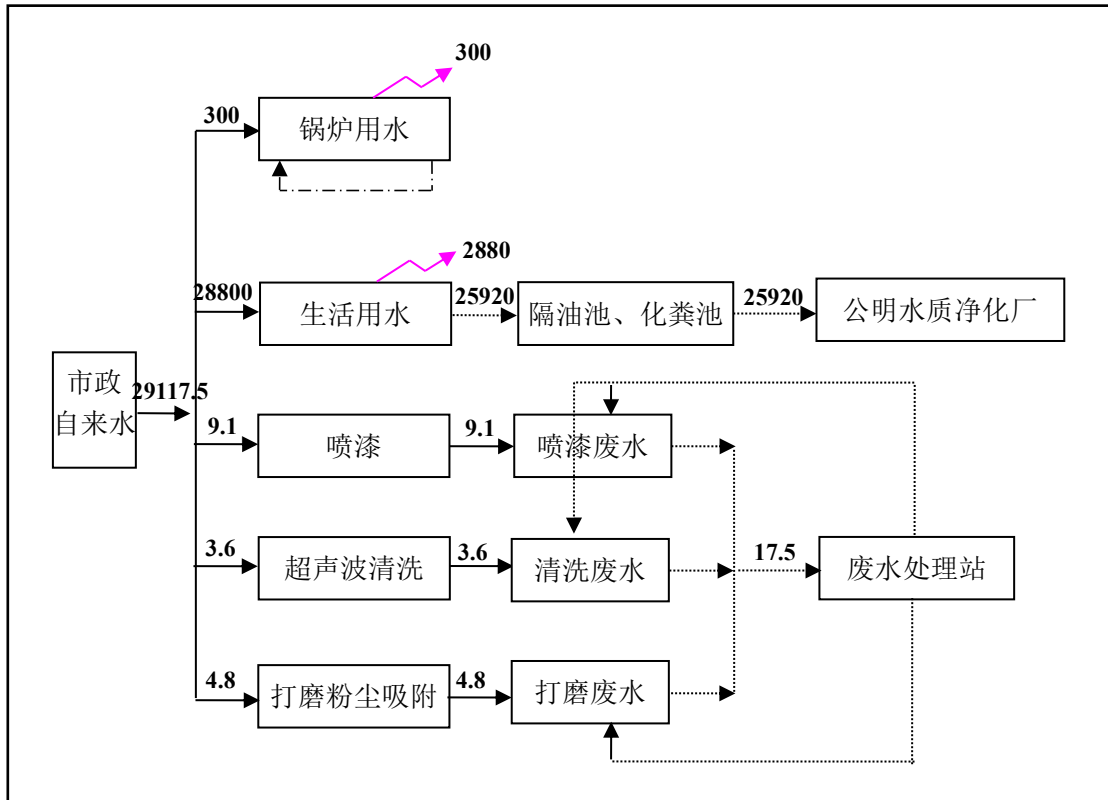 300
300
锅炉用水
2880
28800
生活用水
25920
隔油池、化粪池
25920
公明水质净化厂
市政
自来水
29117.5
9.1
喷漆
9.1
喷漆废水
3.6
超声波清洗
3.6
清洗废水
17.5
废水处理站
4.8
打磨粉尘吸附
4.8
打磨废水